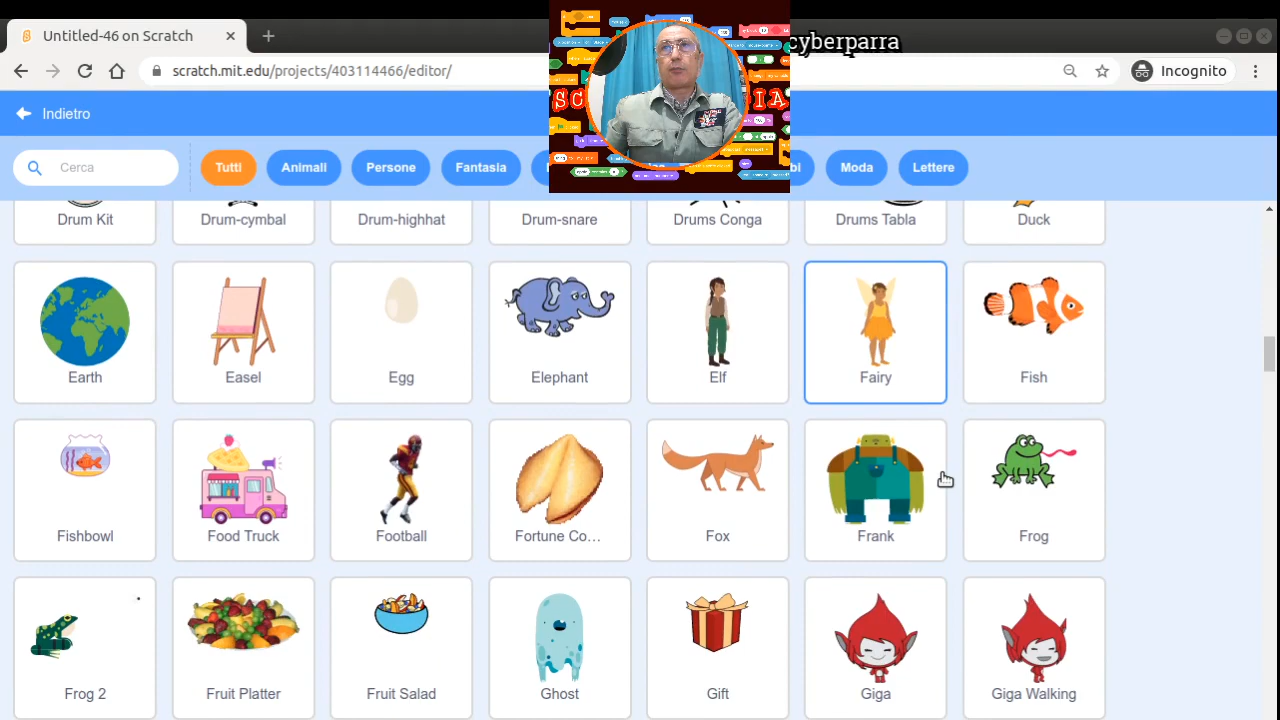 Untitled-46 on Scratch
cyberparra
scratch.mit.edu/projects/403114466/editor/
Incognito
Indietro
Cerca
Tutti
Animali
Persone
Fantasia
Moda
Lettere
Drum Kit
Drum-cymbal
Drum-highhat
Drum-snare
Drums Conga
Drums Tabla
Duck
Earth
Easel
Egg
Elephant
Elf
Fairy
Fish
Fishbowl
Food Truck
Football
Fortune Co…
Fox
Frank
Frog
Frog 2
Fruit Platter
Fruit Salad
Ghost
Gift
Giga
Giga Walking